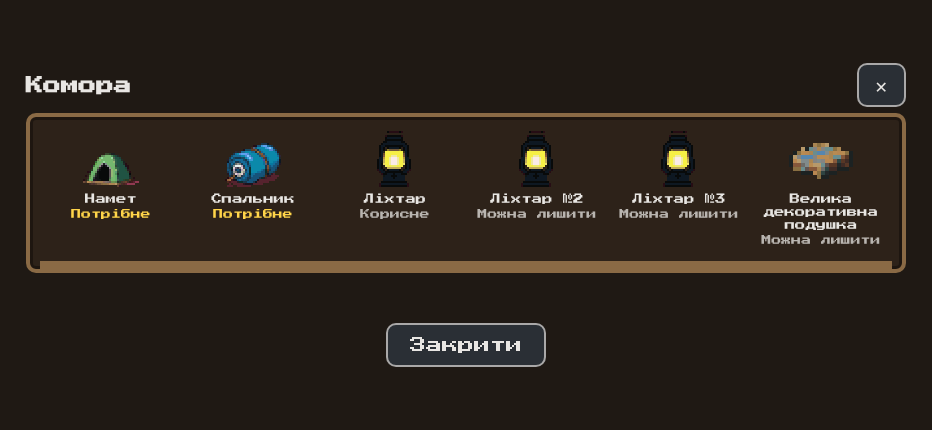 Комора
×
Намет
Потрібне
Спальник
Потрібне
Ліхтар
Корисне
Ліхтар №2
Можна лишити
Ліхтар №3
Можна лишити
Велика
декоративна
подушка
Можна лишити
Закрити